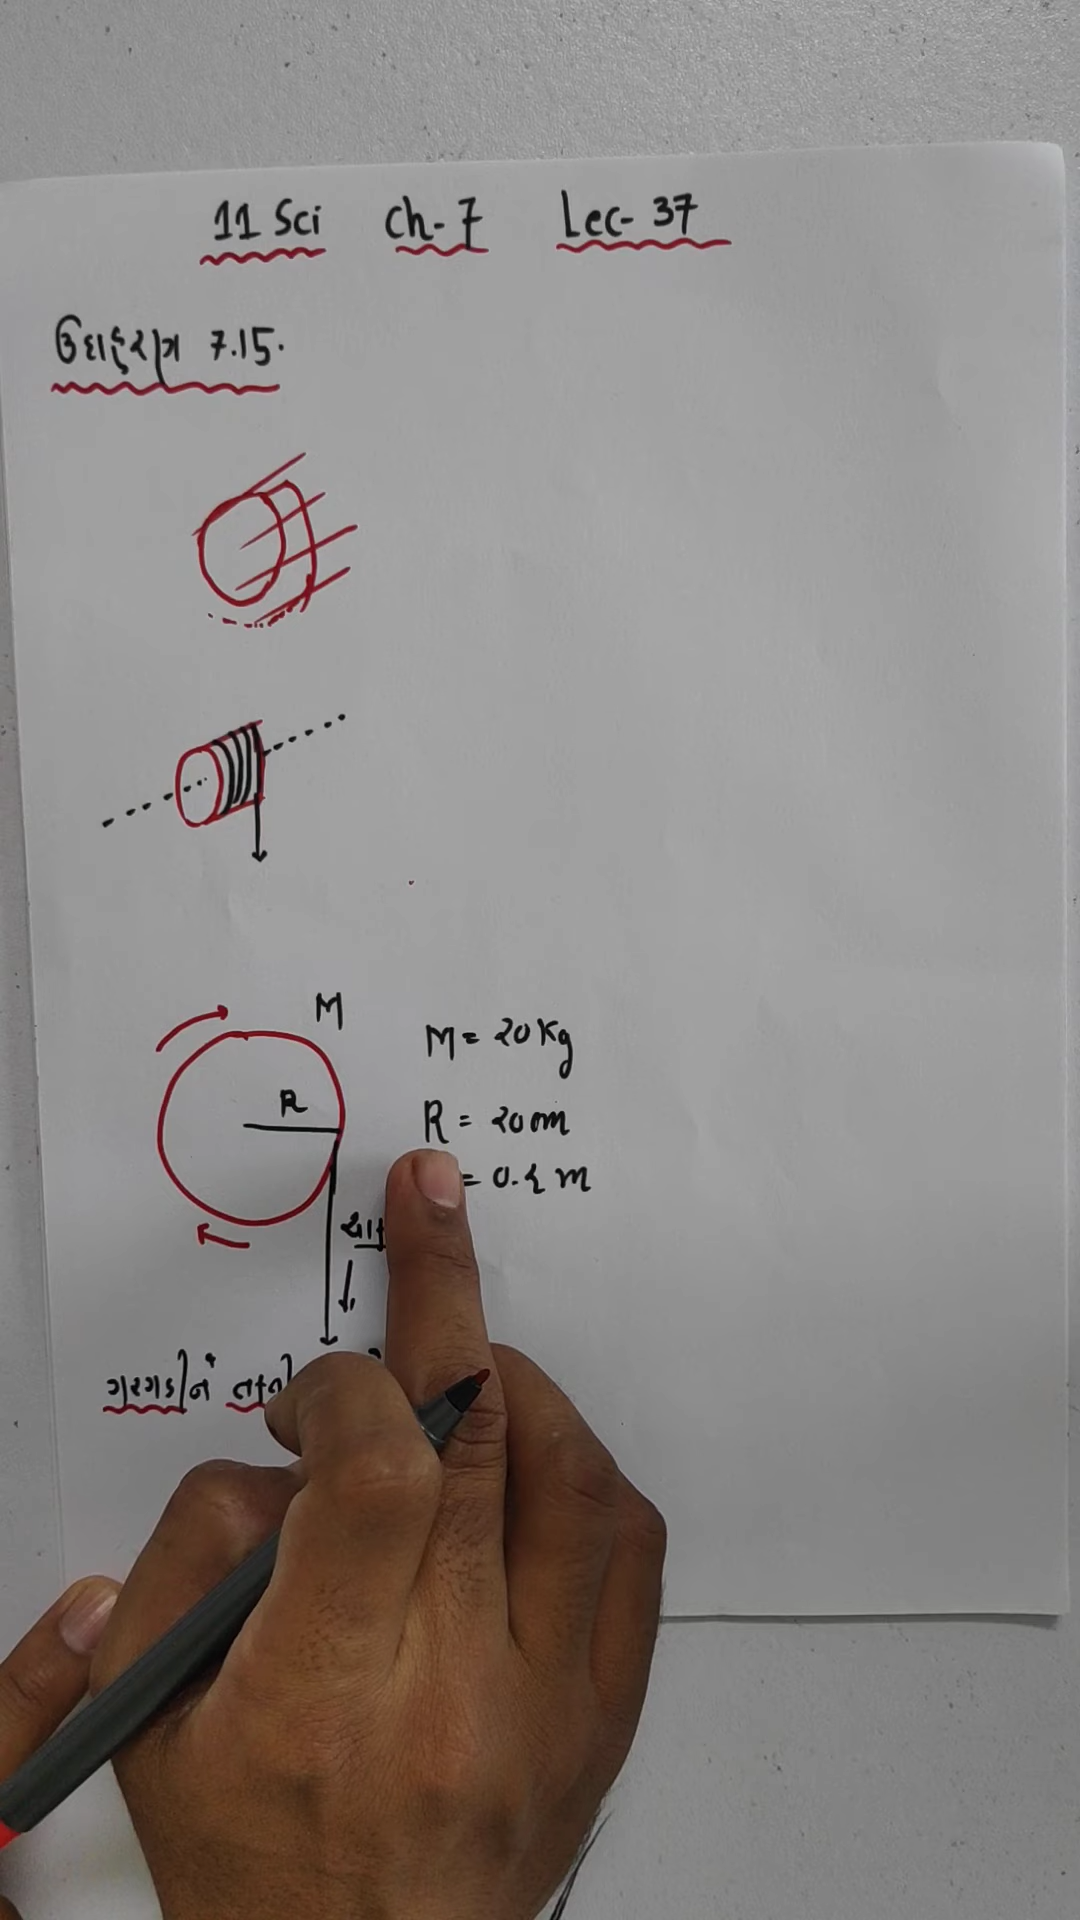 11 Sci Ch-7 Lec-37
ઉદાહરણ 7.15.
M
M = 20 Kg
R
R = 20 cm
= 0.2 m
ગરગડીનું